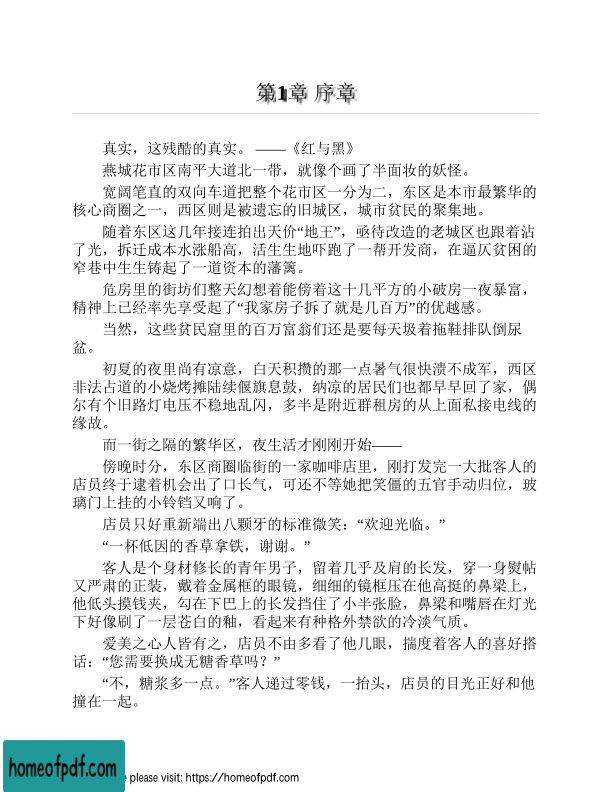 第1章 序章
真实，这残酷的真实。 ——《红与黑》
燕城花市区南平大道北一带，就像个画了半面妆的妖怪。
宽阔笔直的双向车道把整个花市区一分为二，东区是本市最繁华的
核心商圈之一，西区则是被遗忘的旧城区，城市贫民的聚集地。
随着东区这几年接连拍出天价“地王”，亟待改造的老城区也跟着沾
了光，拆迁成本水涨船高，活生生地吓跑了一帮开发商，在逼仄贫困的
窄巷中生生铸起了一道资本的藩篱。
危房里的街坊们整天幻想着能傍着这十几平方的小破房一夜暴富，
精神上已经率先享受起了“我家房子拆了就是几百万”的优越感。
当然，这些贫民窟里的百万富翁们还是要每天圾着拖鞋排队倒尿
盆。
初夏的夜里尚有凉意，白天积攒的那一点暑气很快溃不成军，西区
非法占道的小烧烤摊陆续偃旗息鼓，纳凉的居民们也都早早回了家，偶
尔有个旧路灯电压不稳地乱闪，多半是附近群租房的从上面私接电线的
缘故。
而一街之隔的繁华区，夜生活才刚刚开始——
傍晚时分，东区商圈临街的一家咖啡店里，刚打发完一大批客人的
店员终于逮着机会出了口长气，可还不等她把笑僵的五官手动归位，玻
璃门上挂的小铃铛又响了。
店员只好重新端出八颗牙的标准微笑：“欢迎光临。”
“一杯低因的香草拿铁，谢谢。”
客人是个身材修长的青年男子，留着几乎及肩的长发，穿一身熨帖
又严肃的正装，戴着金属框的眼镜，细细的镜框压在他高挺的鼻梁上，
他低头摸钱夹，勾在下巴上的长发挡住了小半张脸，鼻梁和嘴唇在灯光
下好像刷了一层苍白的釉，看起来有种格外禁欲的冷淡气质。
爱美之心人皆有之，店员不由多看了他几眼，揣度着客人的喜好搭
话：“您需要换成无糖香草吗？”
“不，糖浆多一点。”客人递过零钱，一抬头，店员的目光正好和他
撞在一起。
homeofpdf.com
e please visit: https://homeofpdf.com